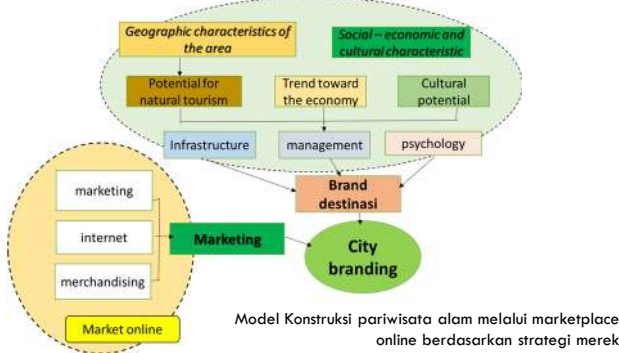 Geographic characteristics of
the area
Social – economic and
cultural characteristic
Potential for
natural tourism
Trend toward
the economy
Cultural
potential
Infrastructure
management
psychology
Brand
destinasi
marketing
internet
merchandising
Marketing
City
branding
Market online
Model Konstruksi pariwisata alam melalui marketplace
online berdasarkan strategi merek